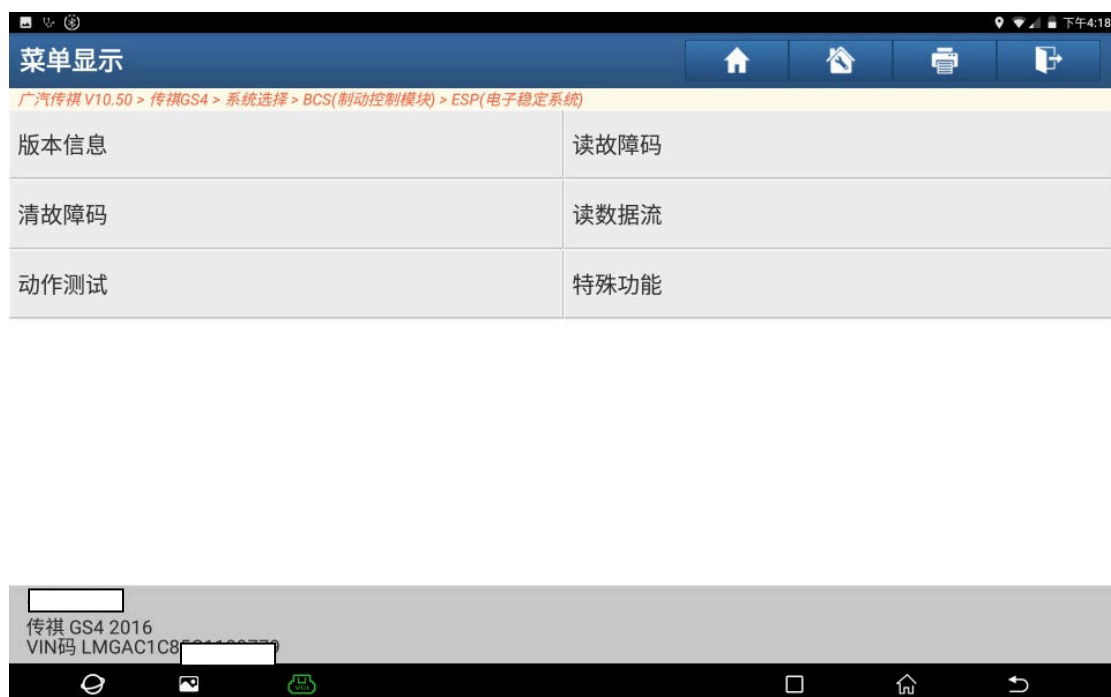 下午4:18
菜单显示
广汽传祺 V10.50 > 传祺GS4 > 系统选择 > BCS(制动控制模块) > ESP(电子稳定系统)
版本信息
读故障码
清故障码
读数据流
动作测试
特殊功能
传祺 GS4 2016
VIN码 LMGAC1C8
VCI